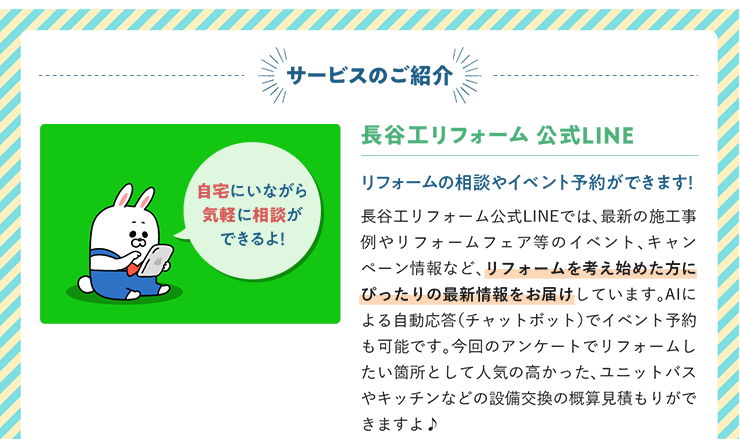 サービスのご紹介
自宅にいながら
気軽に相談が
できるよ!
長谷工リフォーム 公式LINE
リフォームの相談やイベント予約ができます!
長谷工リフォーム公式LINEでは、最新の施工事
例やリフォームフェア等のイベント、キャン
ペーン情報など、リフォームを考え始めた方に
ぴったりの最新情報をお届けしています。AIに
よる自動応答(チャットボット)でイベント予約
も可能です。今回のアンケートでリフォームし
たい箇所として人気の高かった、ユニットバス
やキッチンなどの設備交換の概算見積もりがで
きますよ♪